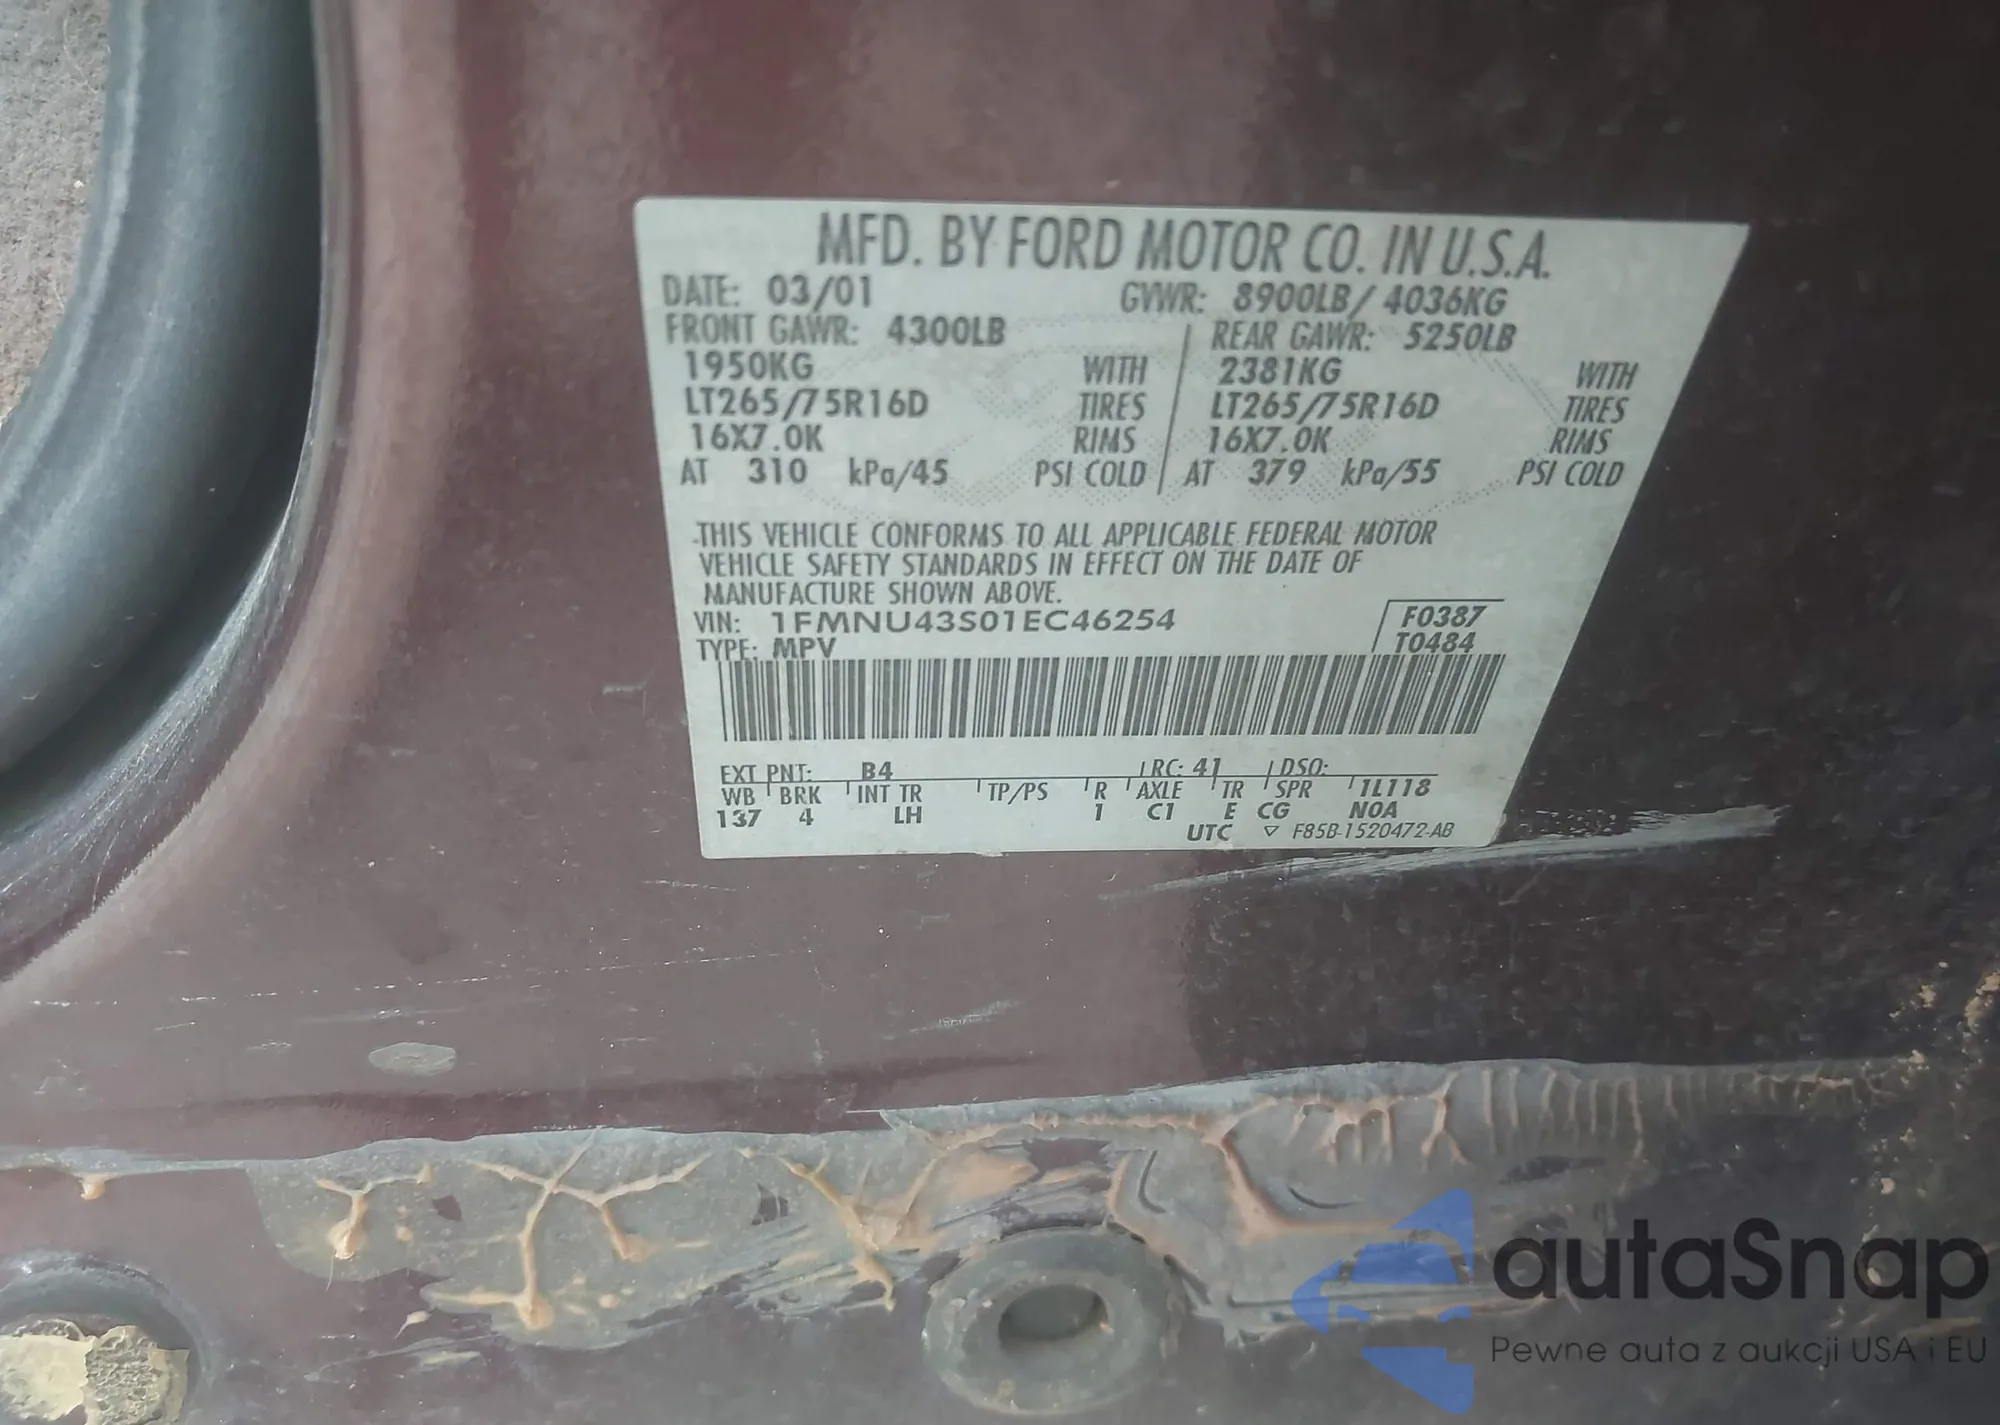 MFD. BY FORD MOTOR CO. IN U.S.A.
DATE: 03/01 GVWR: 8900LB/ 4036KG
FRONT GAWR: 4300LB REAR GAWR: 5250LB
1950KG WITH 2381KG WITH
LT265/75R16D TIRES LT265/75R16D TIRES
16X7.0K RIMS 16X7.0K RIMS
AT 310 kPa/45 PSI COLD AT 379 kPa/55 PSI COLD
THIS VEHICLE CONFORMS TO ALL APPLICABLE FEDERAL MOTOR
VEHICLE SAFETY STANDARDS IN EFFECT ON THE DATE OF
MANUFACTURE SHOWN ABOVE.
VIN: 1FMNU43S01EC46254 F0387
TYPE: MPV T0484
EXT PNT: B4 RC: 41 DSO:
WB BRK INT TR TP/PS R AXLE TR SPR 1L118
137 4 LH 1 C1 E CG NOA
UTC ▽ F85B-1520472-AB
autaSnap
Pewne auta z aukcji USA i EU